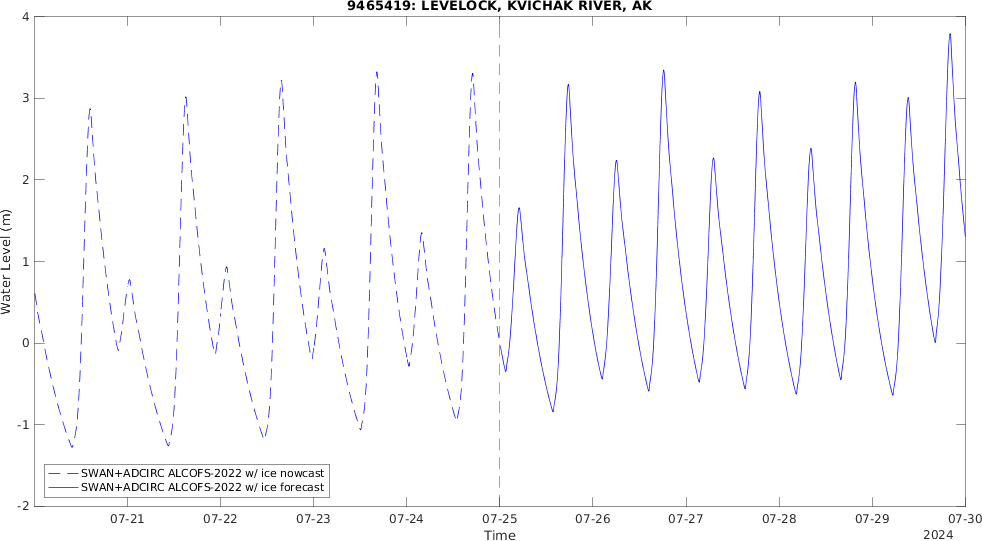 9465419: LEVELOCK, KVICHAK RIVER, AK
4
3
2
1
0
-1
-2
Water Level (m)
SWAN+ADCIRC ALCOFS-2022 w/ ice nowcast
SWAN+ADCIRC ALCOFS-2022 w/ ice forecast
07-21 07-22 07-23 07-24 07-25 07-26 07-27 07-28 07-29 07-30
Time
2024